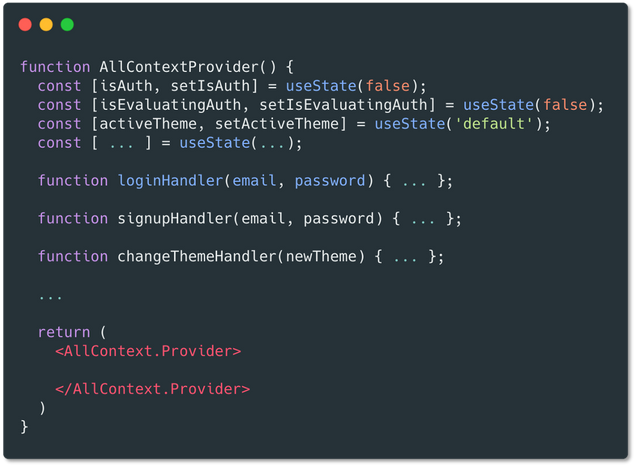 function AllContextProvider() {
  const [isAuth, setIsAuth] = useState(false);
  const [isEvaluatingAuth, setIsEvaluatingAuth] = useState(false);
  const [activeTheme, setActiveTheme] = useState('default');
  const [ ... ] = useState(...);
  function loginHandler(email, password) { ... };
  function signupHandler(email, password) { ... };
  function changeThemeHandler(newTheme) { ... };
  ...
  return (
    <AllContext.Provider>
    </AllContext.Provider>
  )
}